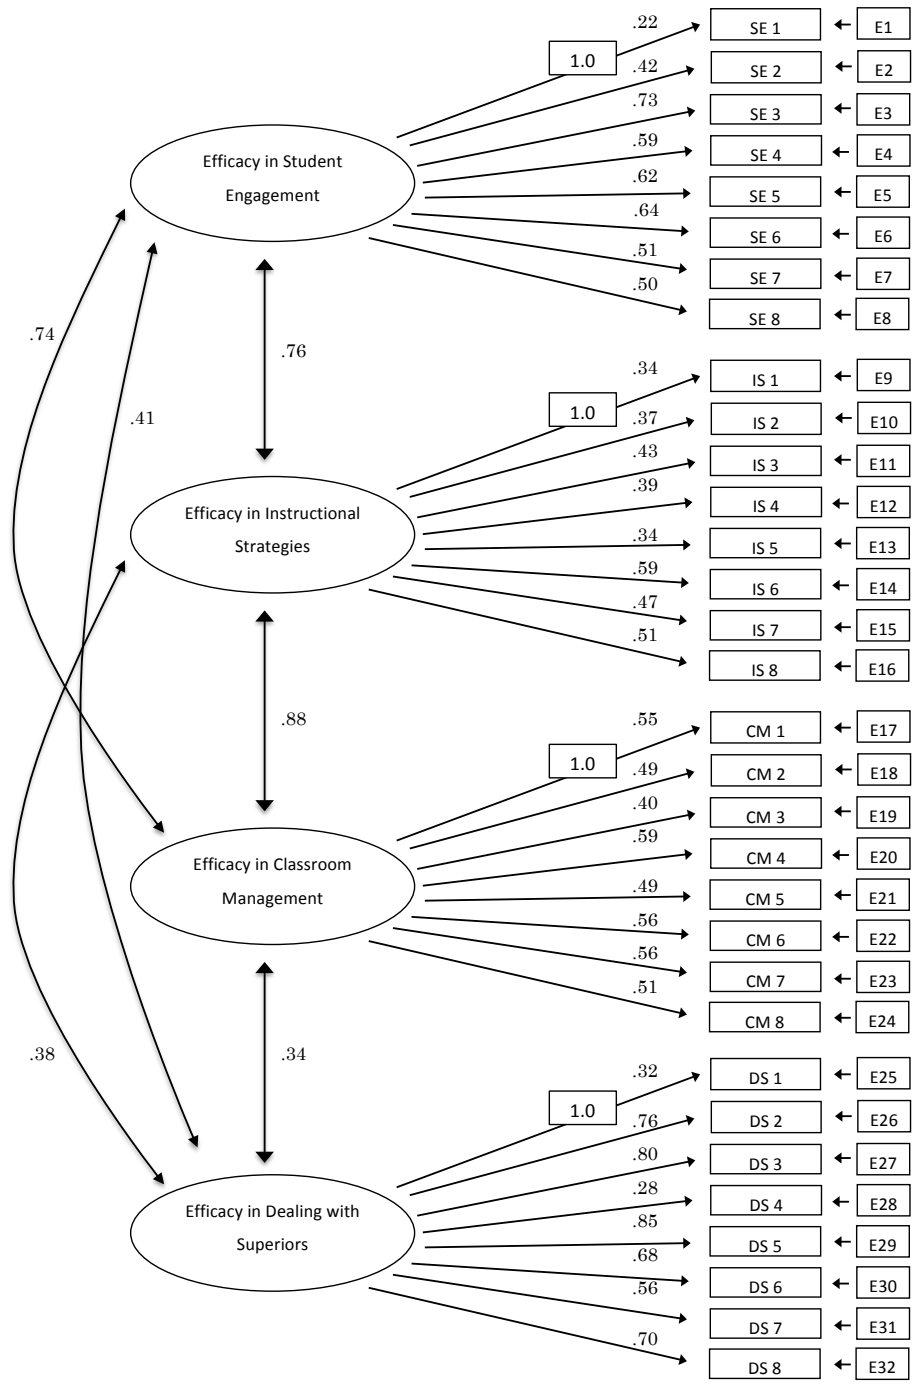 .22
SE 1
E1
1.0
.42
SE 2
E2
.73
SE 3
E3
.59
SE 4
E4
Efficacy in Student
Engagement
.62
SE 5
E5
.64
SE 6
E6
.51
SE 7
E7
.50
SE 8
E8
.74
.76
.41
.34
IS 1
E9
1.0
.37
IS 2
E10
.43
IS 3
E11
.39
IS 4
E12
Efficacy in Instructional
Strategies
.34
IS 5
E13
.59
IS 6
E14
.47
IS 7
E15
.51
IS 8
E16
.88
.55
CM 1
E17
1.0
.49
CM 2
E18
.40
CM 3
E19
.59
CM 4
E20
Efficacy in Classroom
Management
.49
CM 5
E21
.56
CM 6
E22
.56
CM 7
E23
.51
CM 8
E24
.38
.34
.32
DS 1
E25
1.0
.76
DS 2
E26
.80
DS 3
E27
.28
DS 4
E28
Efficacy in Dealing with
Superiors
.85
DS 5
E29
.68
DS 6
E30
.56
DS 7
E31
.70
DS 8
E32